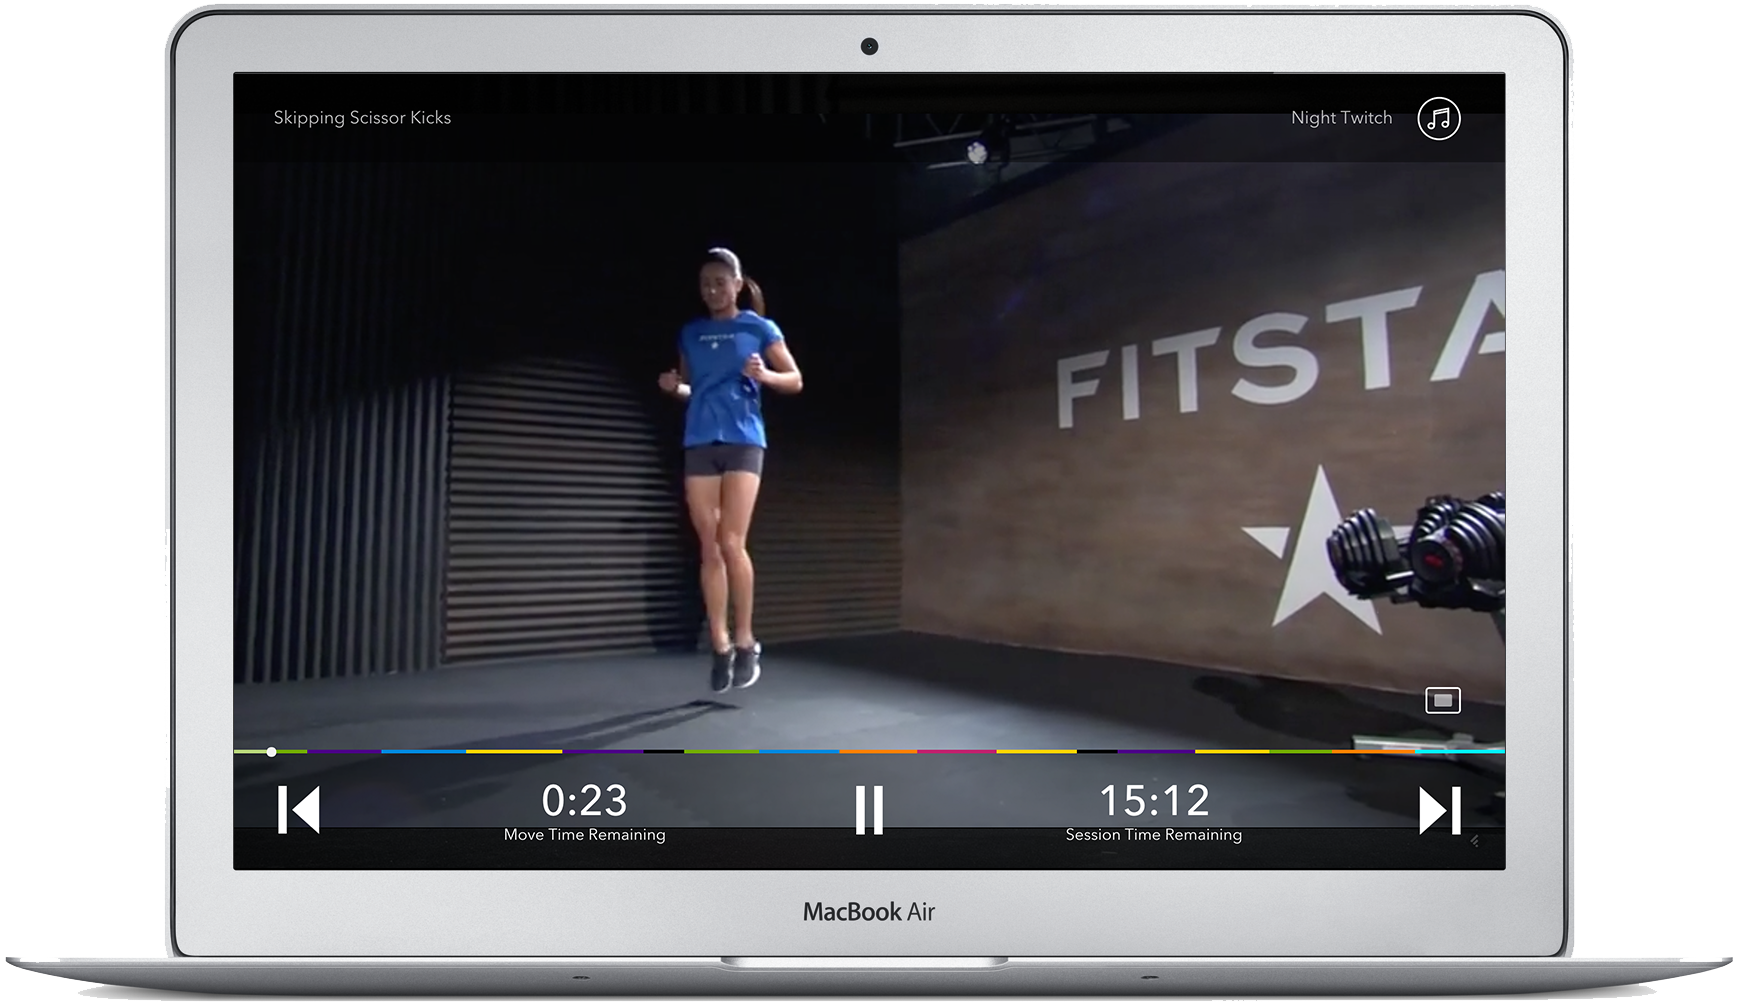 Skipping Scissor Kicks
Night Twitch
FITSTA
0:23
Move Time Remaining
15:12
Session Time Remaining
MacBook Air